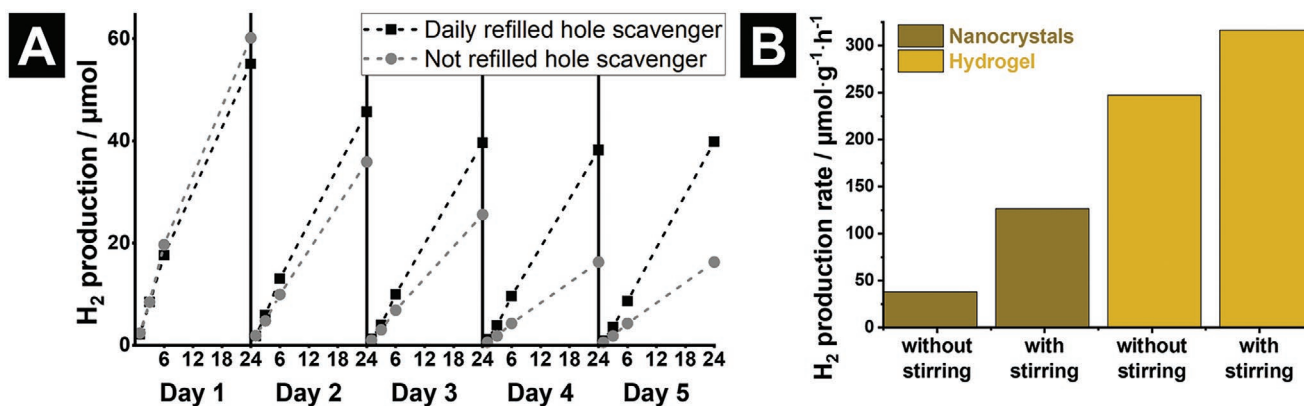 A
H₂ production / µmol
60
40
20
0
Daily refilled hole scavenger
Not refilled hole scavenger
6 12 18 24 6 12 18 24 6 12 18 24 6 12 18 24 6 12 18 24
Day 1 Day 2 Day 3 Day 4 Day 5
B
H₂ production rate / µmol·g⁻¹·h⁻¹
300
250
200
150
100
50
0
Nanocrystals
Hydrogel
without stirring
with stirring
without stirring
with stirring